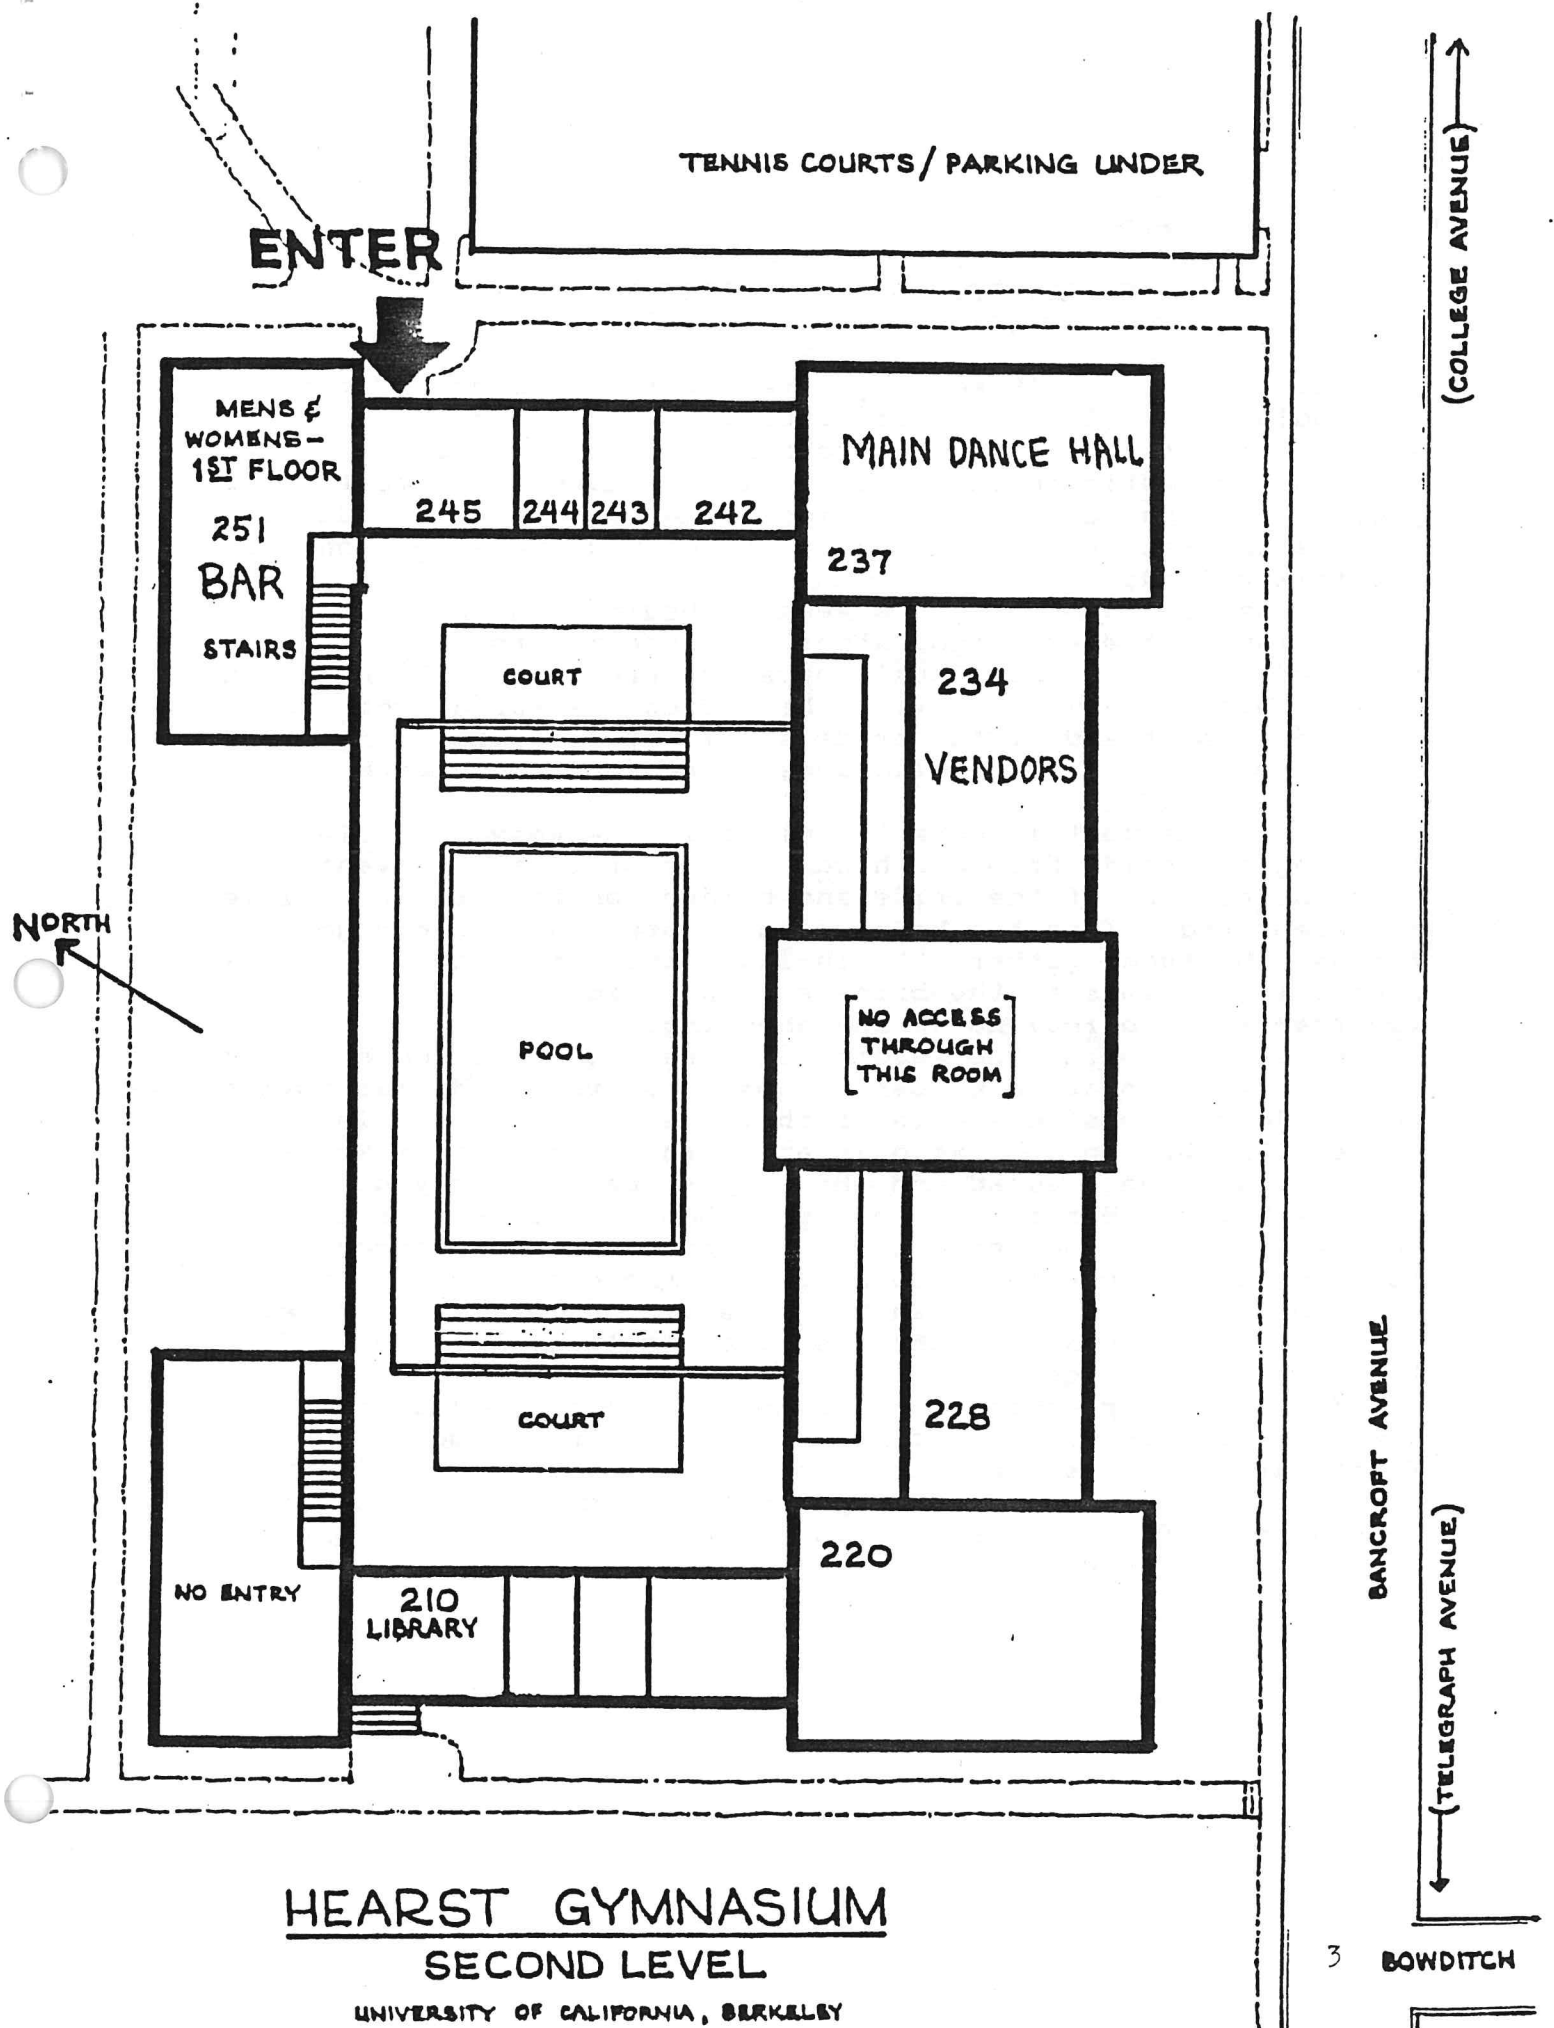 TENNIS COURTS/PARKING UNDER
(COLLEGE AVENUE)
ENTER
MENS &
WOMENS-
1ST FLOOR
251
BAR
STAIRS
245
244
243
242
MAIN DANCE HALL
237
COURT
234
VENDORS
NORTH
POOL
[NO ACCESS
THROUGH
THIS ROOM]
COURT
228
BANCROFT AVENUE
(TELEGRAPH AVENUE)
NO ENTRY
210
LIBRARY
220
HEARST GYMNASIUM
SECOND LEVEL
UNIVERSITY OF CALIFORNIA, BERKELEY
3
BOWDITCH